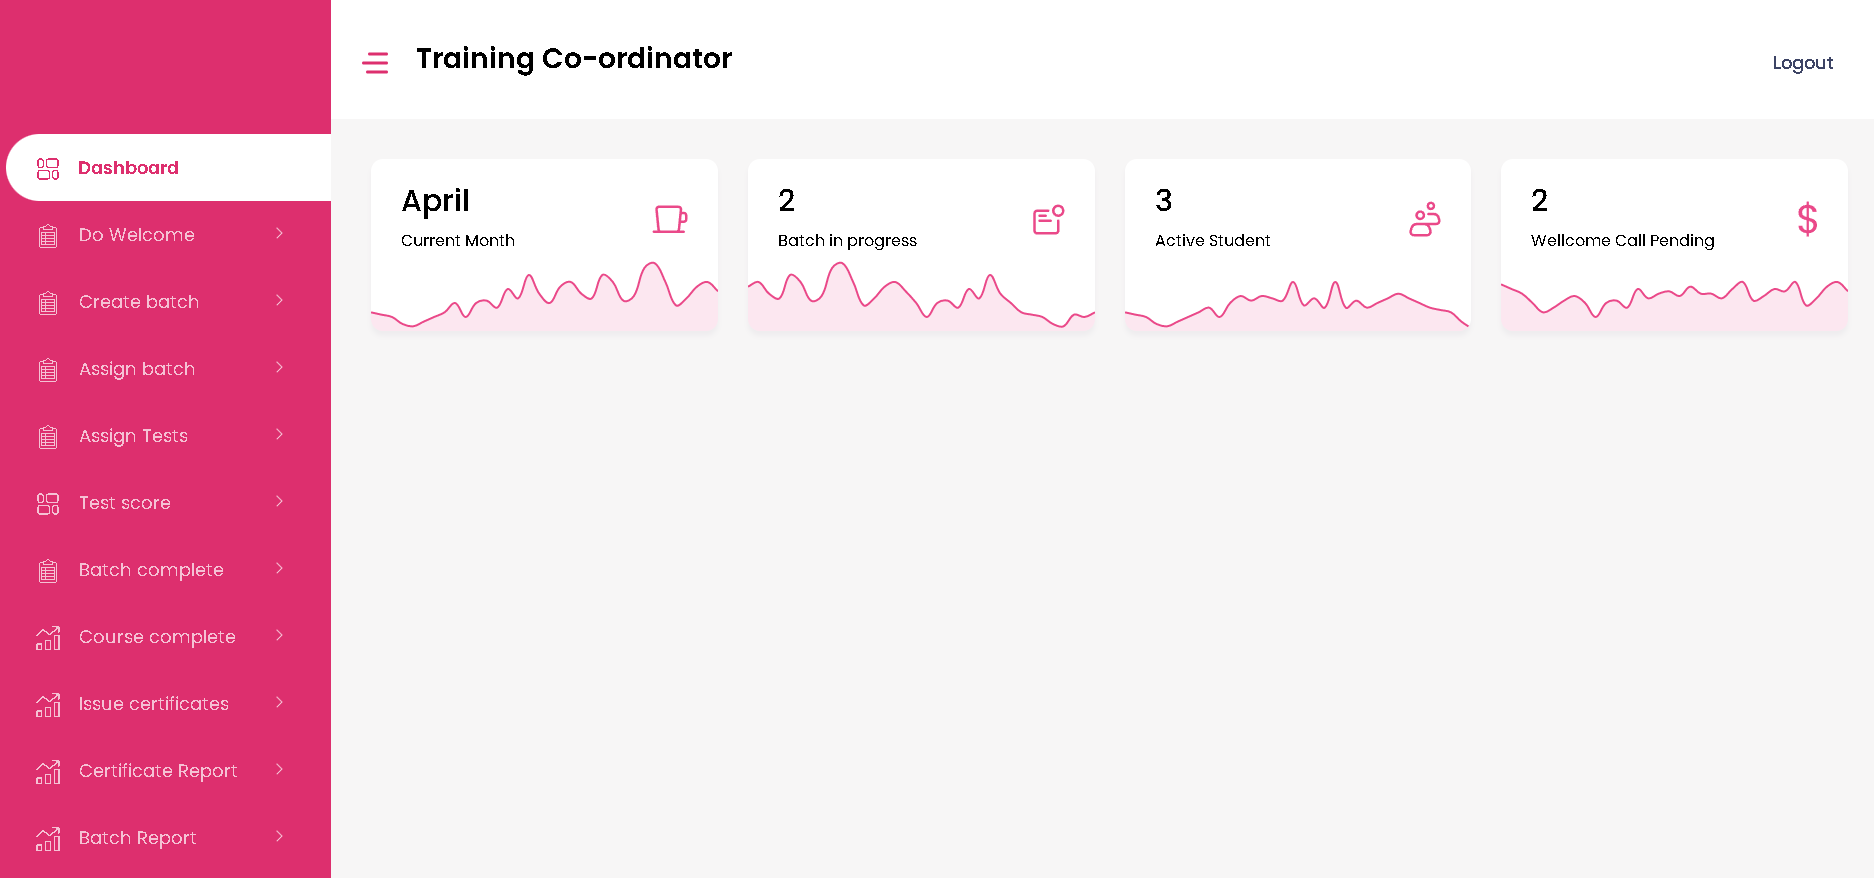 Training Co-ordinator
Logout
Dashboard
Do Welcome
Create batch
Assign batch
Assign Tests
Test score
Batch complete
Course complete
Issue certificates
Certificate Report
Batch Report
April
Current Month
2
Batch in progress
3
Active Student
2
Wellcome Call Pending
$